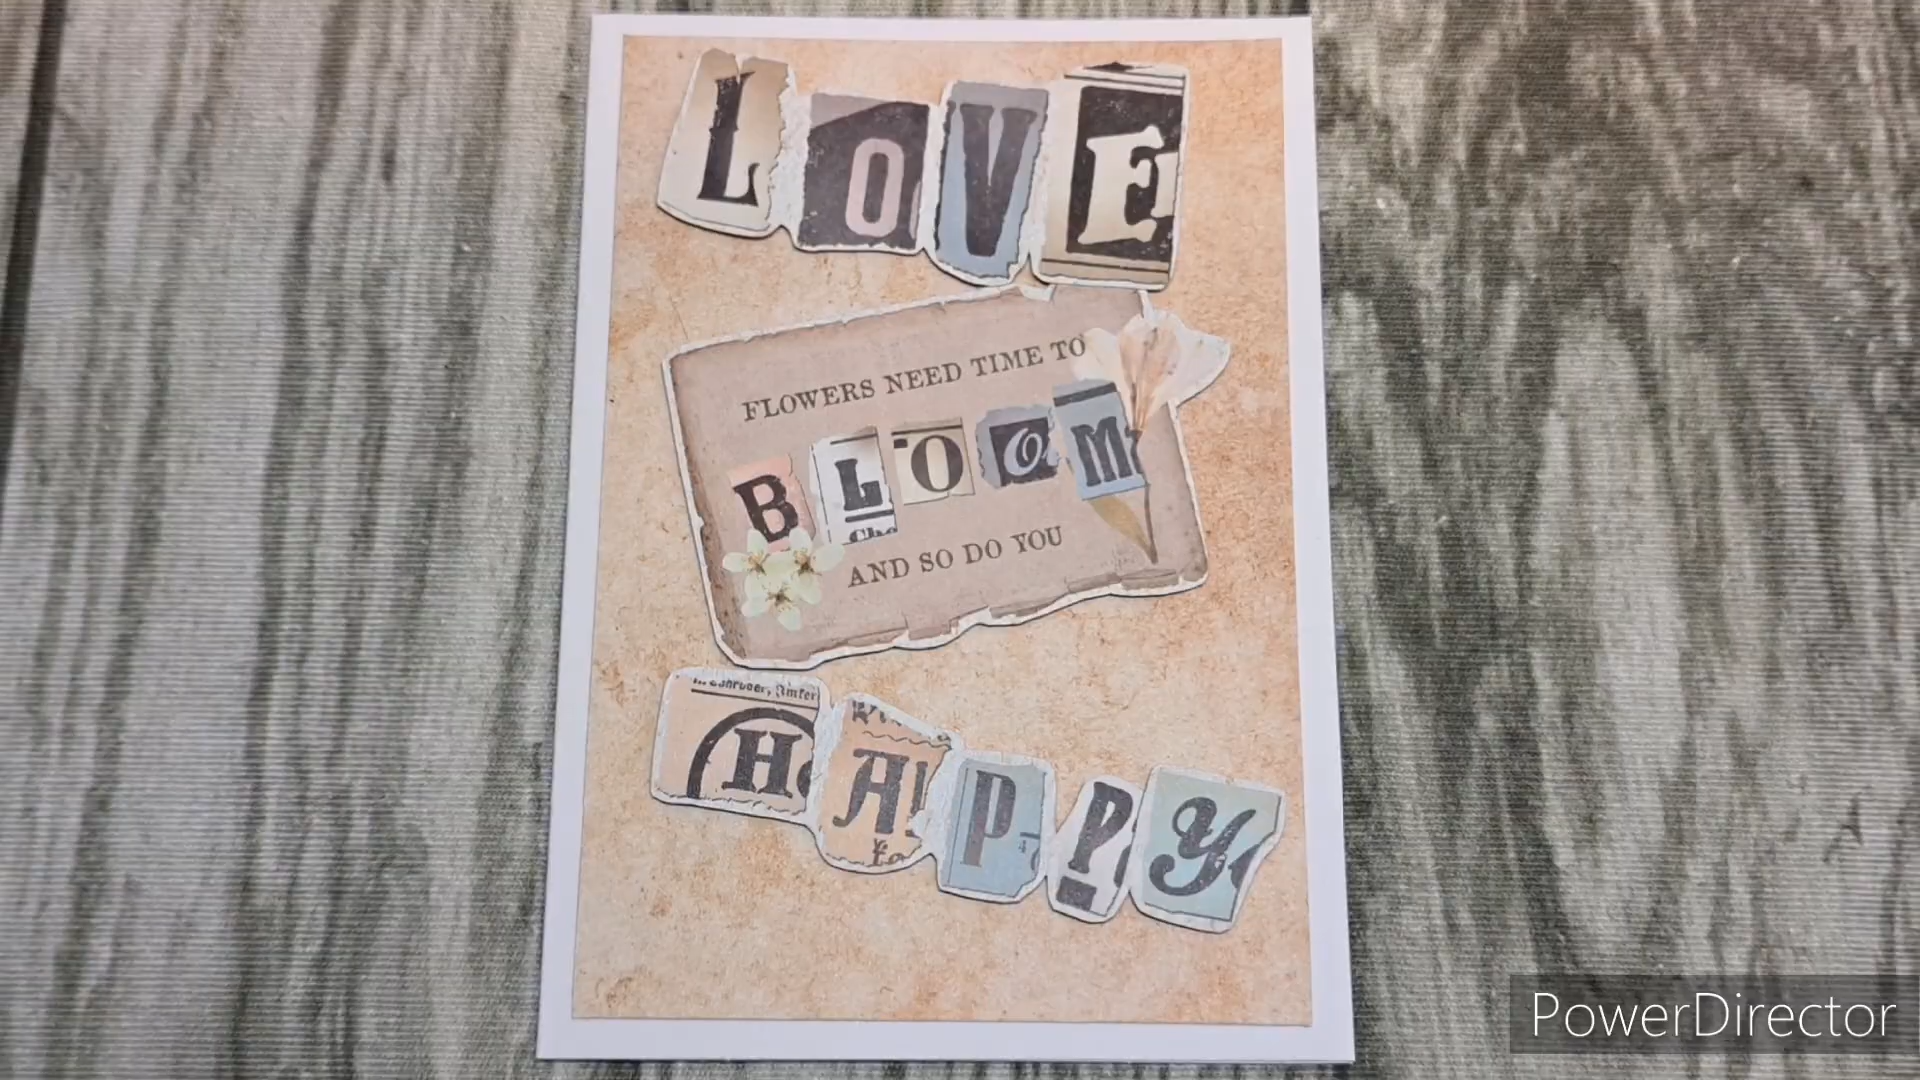 LOVE
FLOWERS NEED TIME TO
BLOOM
AND SO DO YOU
HAPPY
PowerDirector